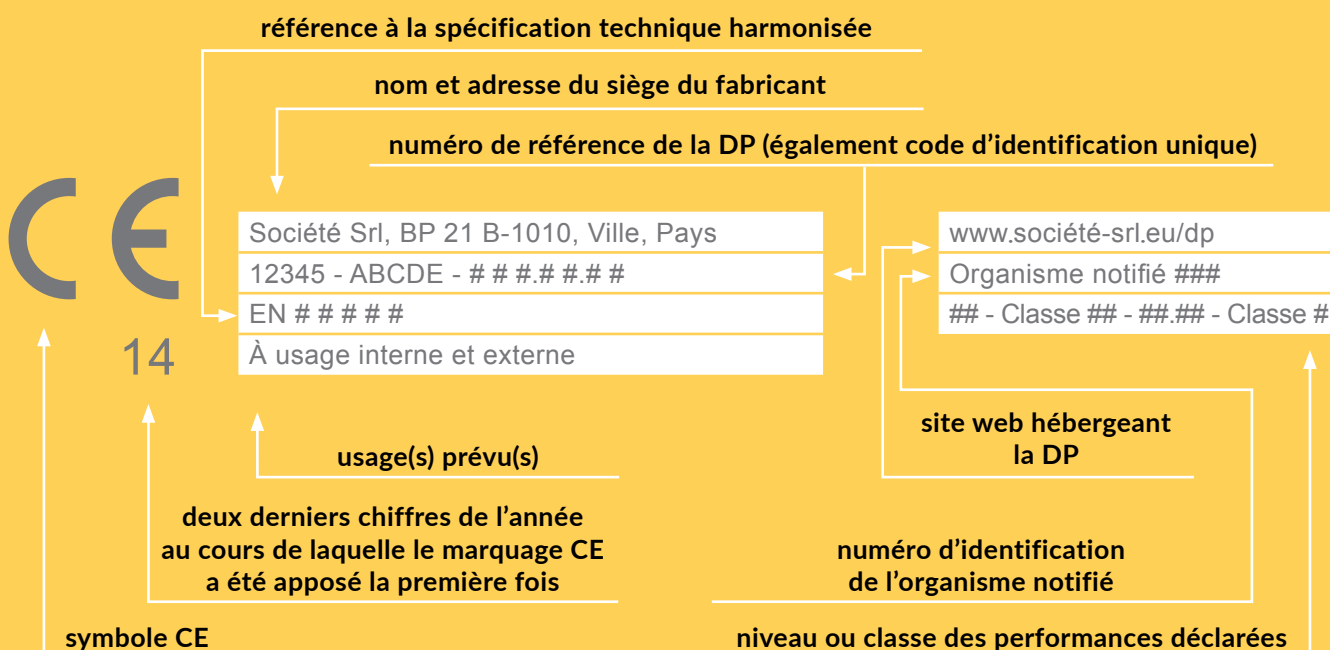 référence à la spécification technique harmonisée
nom et adresse du siège du fabricant
numéro de référence de la DP (également code d’identification unique)
CE
14
Société Srl, BP 21 B-1010, Ville, Pays
12345 - ABCDE - # # #.# #.# #
EN # # # # #
À usage interne et externe
www.société-srl.eu/dp
Organisme notifié ###
## - Classe ## - ##.## - Classe #
usage(s) prévu(s)
site web hébergeant
la DP
deux derniers chiffres de l’année
au cours de laquelle le marquage CE
a été apposé la première fois
numéro d’identification
de l’organisme notifié
symbole CE
niveau ou classe des performances déclarées